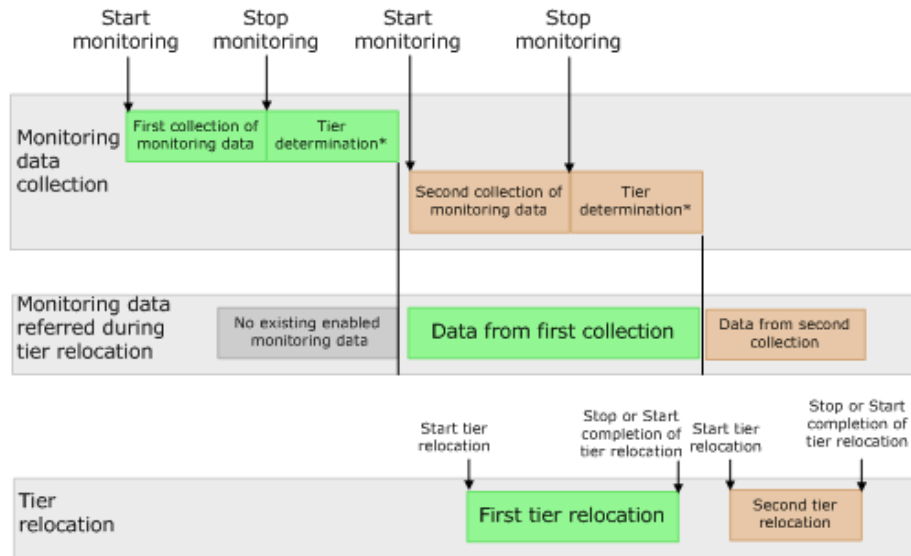 Start
monitoring
Stop
monitoring
Start
monitoring
Stop
monitoring
Monitoring
data
collection
First collection of
monitoring data
Tier
determination*
Second collection of
monitoring data
Tier
determination*
Monitoring data
referred during
tier relocation
No existing enabled
monitoring data
Data from first collection
Data from second
collection
Start tier
relocation
Stop or Start
completion of
tier relocation
Start tier
relocation
Stop or Start
completion of
tier relocation
Tier
relocation
First tier relocation
Second tier
relocation